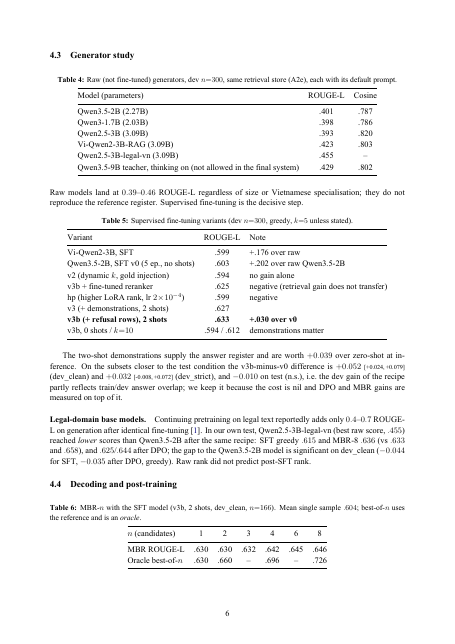 4.3 Generator study
Table 4: Raw (not fine-tuned) generators, dev n=300, same retrieval store (A2e), each with its default prompt.
Model (parameters) ROUGE-L Cosine
Qwen3.5-2B (2.27B) .401 .787
Qwen3-1.7B (2.03B) .398 .786
Qwen2.5-3B (3.09B) .393 .820
Vi-Qwen2-3B-RAG (3.09B) .423 .803
Qwen2.5-3B-legal-vn (3.09B) .455 –
Qwen3.5-9B teacher, thinking on (not allowed in the final system) .429 .802
Raw models land at 0.39–0.46 ROUGE-L regardless of size or Vietnamese specialisation; they do not
reproduce the reference register. Supervised fine-tuning is the decisive step.
Table 5: Supervised fine-tuning variants (dev n=300, greedy, k=5 unless stated).
Variant ROUGE-L Note
Vi-Qwen2-3B, SFT .599 +.176 over raw
Qwen3.5-2B, SFT v0 (5 ep., no shots) .603 +.202 over raw Qwen3.5-2B
v2 (dynamic k, gold injection) .594 no gain alone
v3b + fine-tuned reranker .625 negative (retrieval gain does not transfer)
hp (higher LoRA rank, lr 2×10⁻⁴) .599 negative
v3 (+ demonstrations, 2 shots) .627
v3b (+ refusal rows), 2 shots .633 +.030 over v0
v3b, 0 shots / k=10 .594 / .612 demonstrations matter
The two-shot demonstrations supply the answer register and are worth +0.039 over zero-shot at in-
ference. On the subsets closer to the test condition the v3b-minus-v0 difference is +0.052 [+0.024, +0.079]
(dev_clean) and +0.032 [-0.008, +0.072] (dev_strict), and −0.010 on test (n.s.), i.e. the dev gain of the recipe
partly reflects train/dev answer overlap; we keep it because the cost is nil and DPO and MBR gains are
measured on top of it.
Legal-domain base models. Continuing pretraining on legal text reportedly adds only 0.4–0.7 ROUGE-
L on generation after identical fine-tuning [1]. In our own test, Qwen2.5-3B-legal-vn (best raw score, .455)
reached lower scores than Qwen3.5-2B after the same recipe: SFT greedy .615 and MBR-8 .636 (vs .633
and .658), and .625/.644 after DPO; the gap to the Qwen3.5-2B model is significant on dev_clean (−0.044
for SFT, −0.035 after DPO, greedy). Raw rank did not predict post-SFT rank.
4.4 Decoding and post-training
Table 6: MBR-n with the SFT model (v3b, 2 shots, dev_clean, n=166). Mean single sample .604; best-of-n uses
the reference and is an oracle.
n (candidates) 1 2 3 4 6 8
MBR ROUGE-L .630 .630 .632 .642 .645 .646
Oracle best-of-n .630 .660 – .696 – .726
6